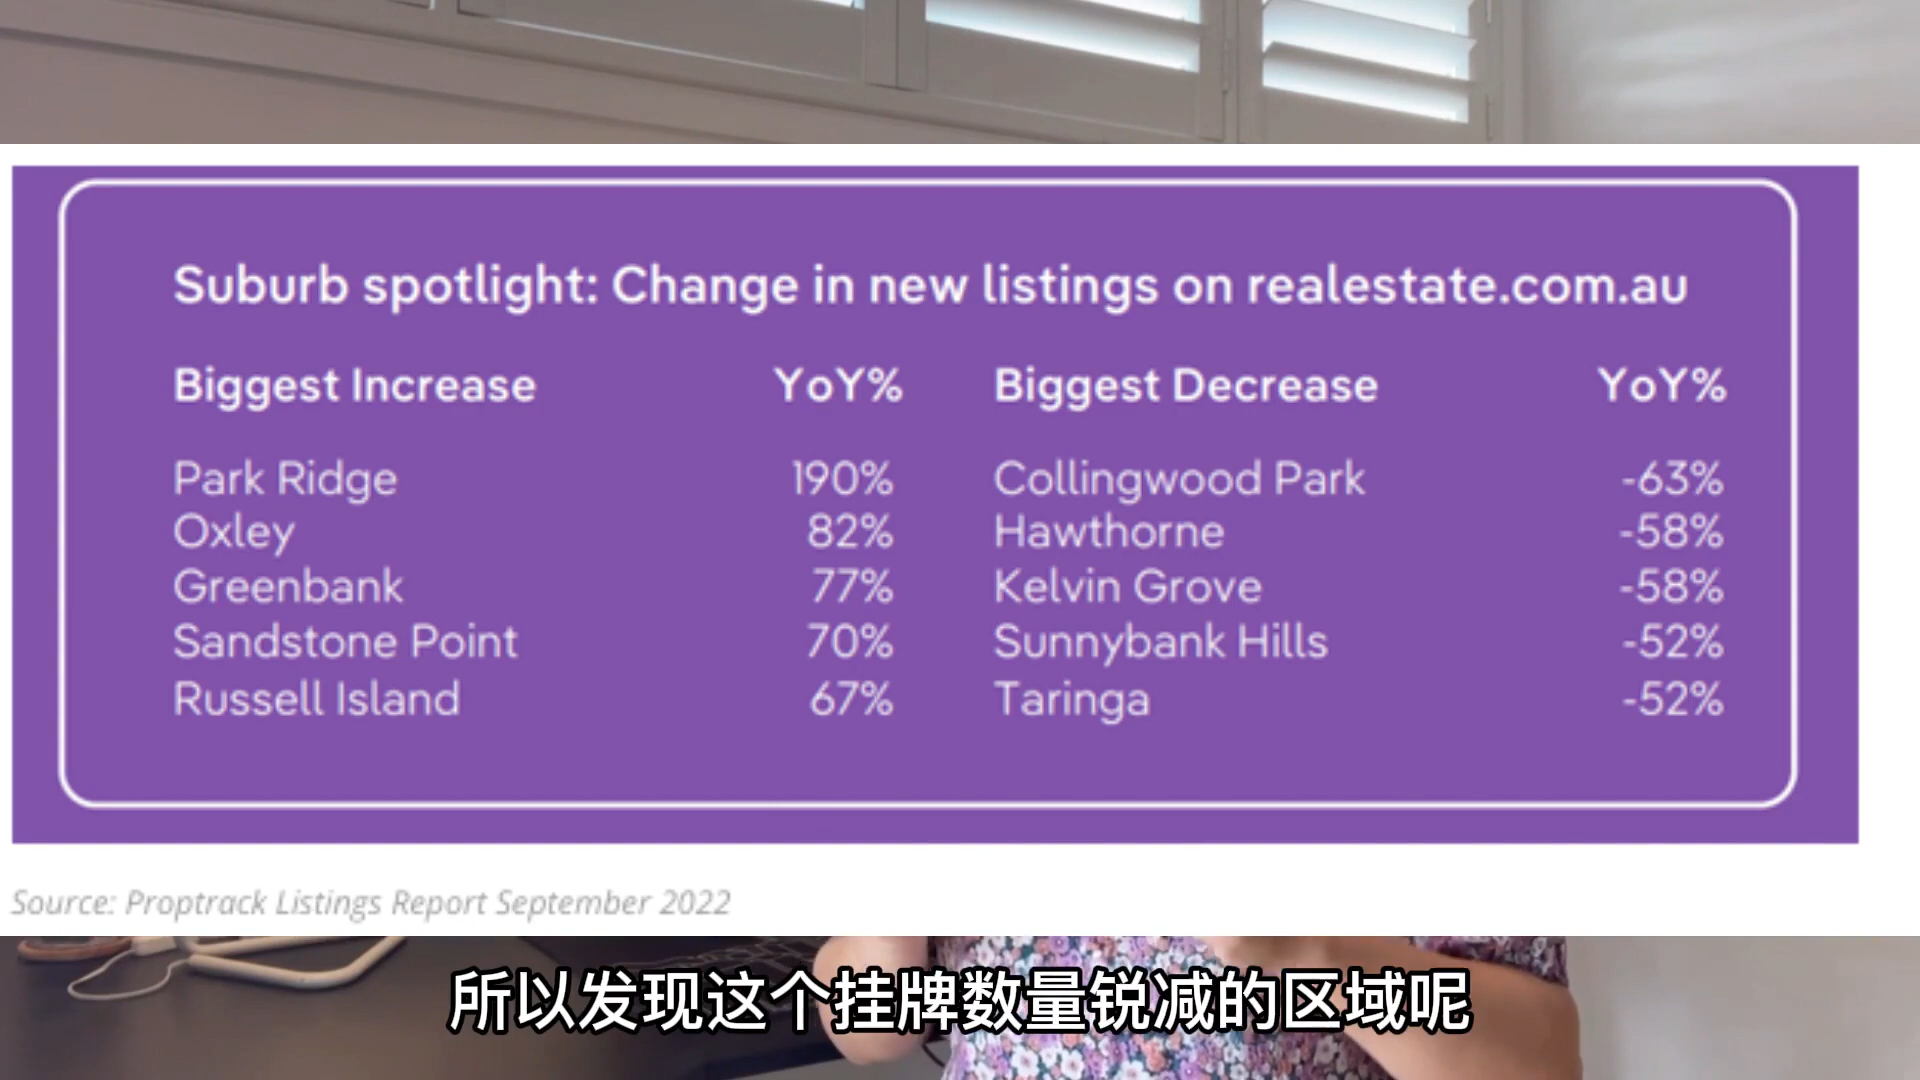 Suburb spotlight: Change in new listings on realestate.com.au
Biggest Increase YoY% Biggest Decrease YoY%
Park Ridge 190% Collingwood Park -63%
Oxley 82% Hawthorne -58%
Greenbank 77% Kelvin Grove -58%
Sandstone Point 70% Sunnybank Hills -52%
Russell Island 67% Taringa -52%
Source: Proptrack Listings Report September 2022
所以发现这个挂牌数量锐减的区域呢